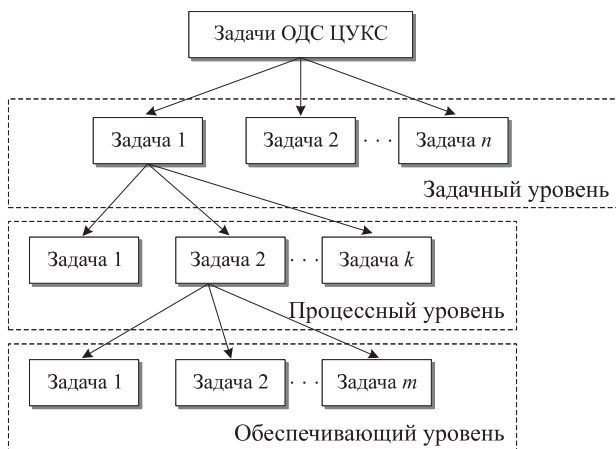 Задачи ОДС ЦУКС
Задача 1
Задача 2
· · ·
Задача n
Задачный уровень
Задача 1
Задача 2
· · ·
Задача k
Процессный уровень
Задача 1
Задача 2
· · ·
Задача m
Обеспечивающий уровень